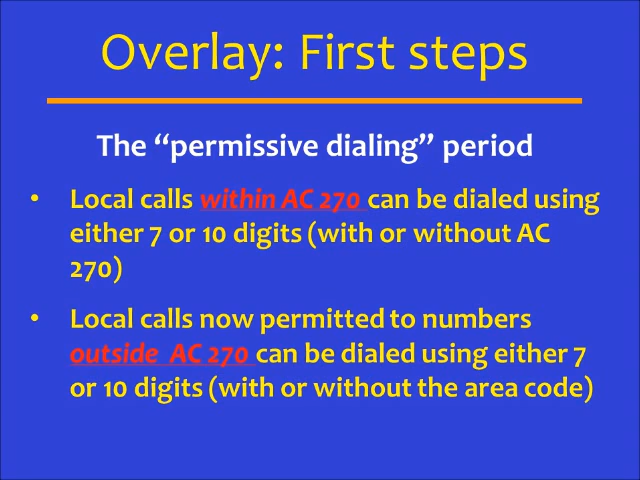 Overlay: First steps
The “permissive dialing” period
• Local calls within AC 270 can be dialed using
either 7 or 10 digits (with or without AC
270)
• Local calls now permitted to numbers
outside AC 270 can be dialed using either 7
or 10 digits (with or without the area code)